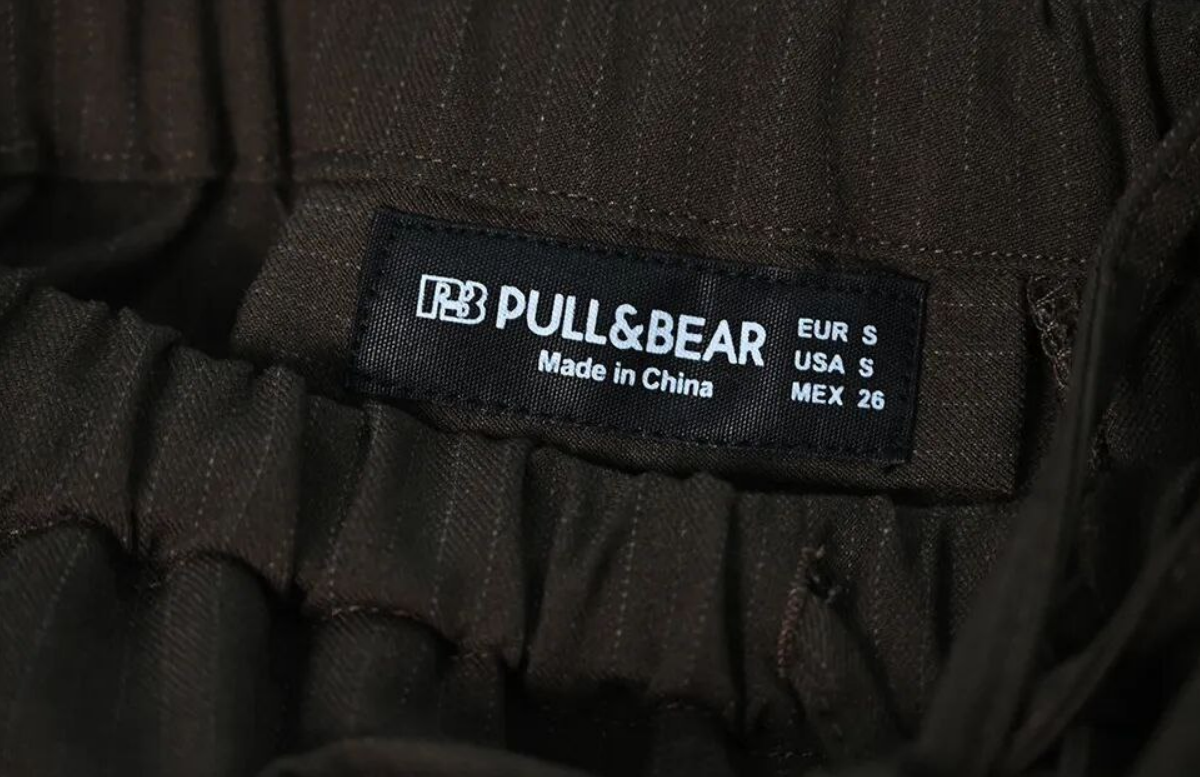 PB PULL&BEAR
Made in China
EUR S
USA S
MEX 26